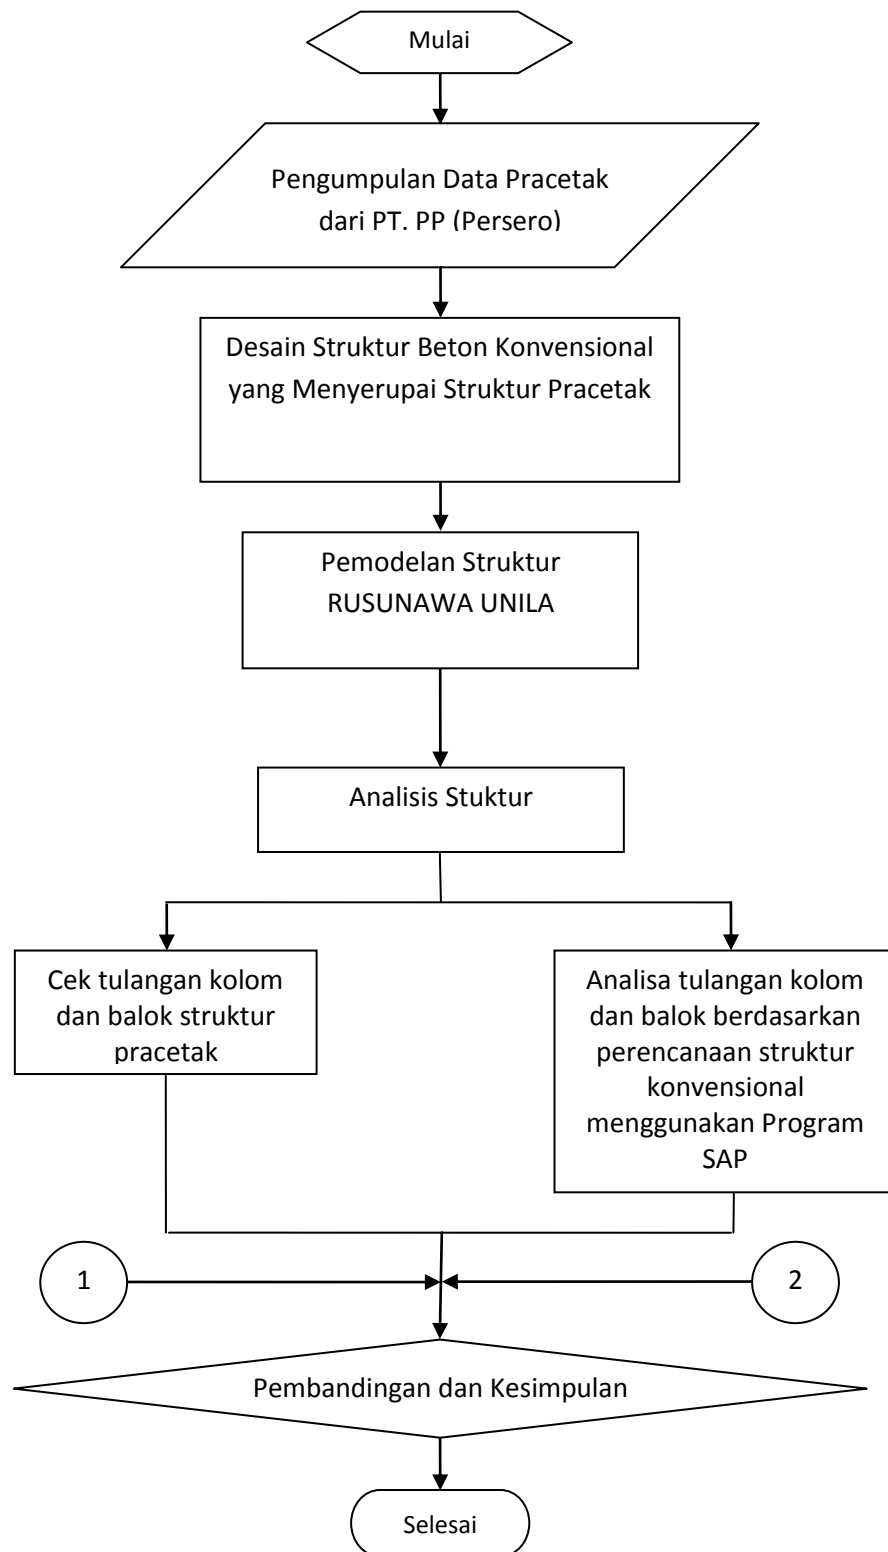 Mulai
Pengumpulan Data Pracetak
dari PT. PP (Persero)
Desain Struktur Beton Konvensional
yang Menyerupai Struktur Pracetak
Pemodelan Struktur
RUSUNAWA UNILA
Analisis Stuktur
Cek tulangan kolom
dan balok struktur
pracetak
Analisa tulangan kolom
dan balok berdasarkan
perencanaan struktur
konvensional
menggunakan Program
SAP
1
2
Pembandingan dan Kesimpulan
Selesai